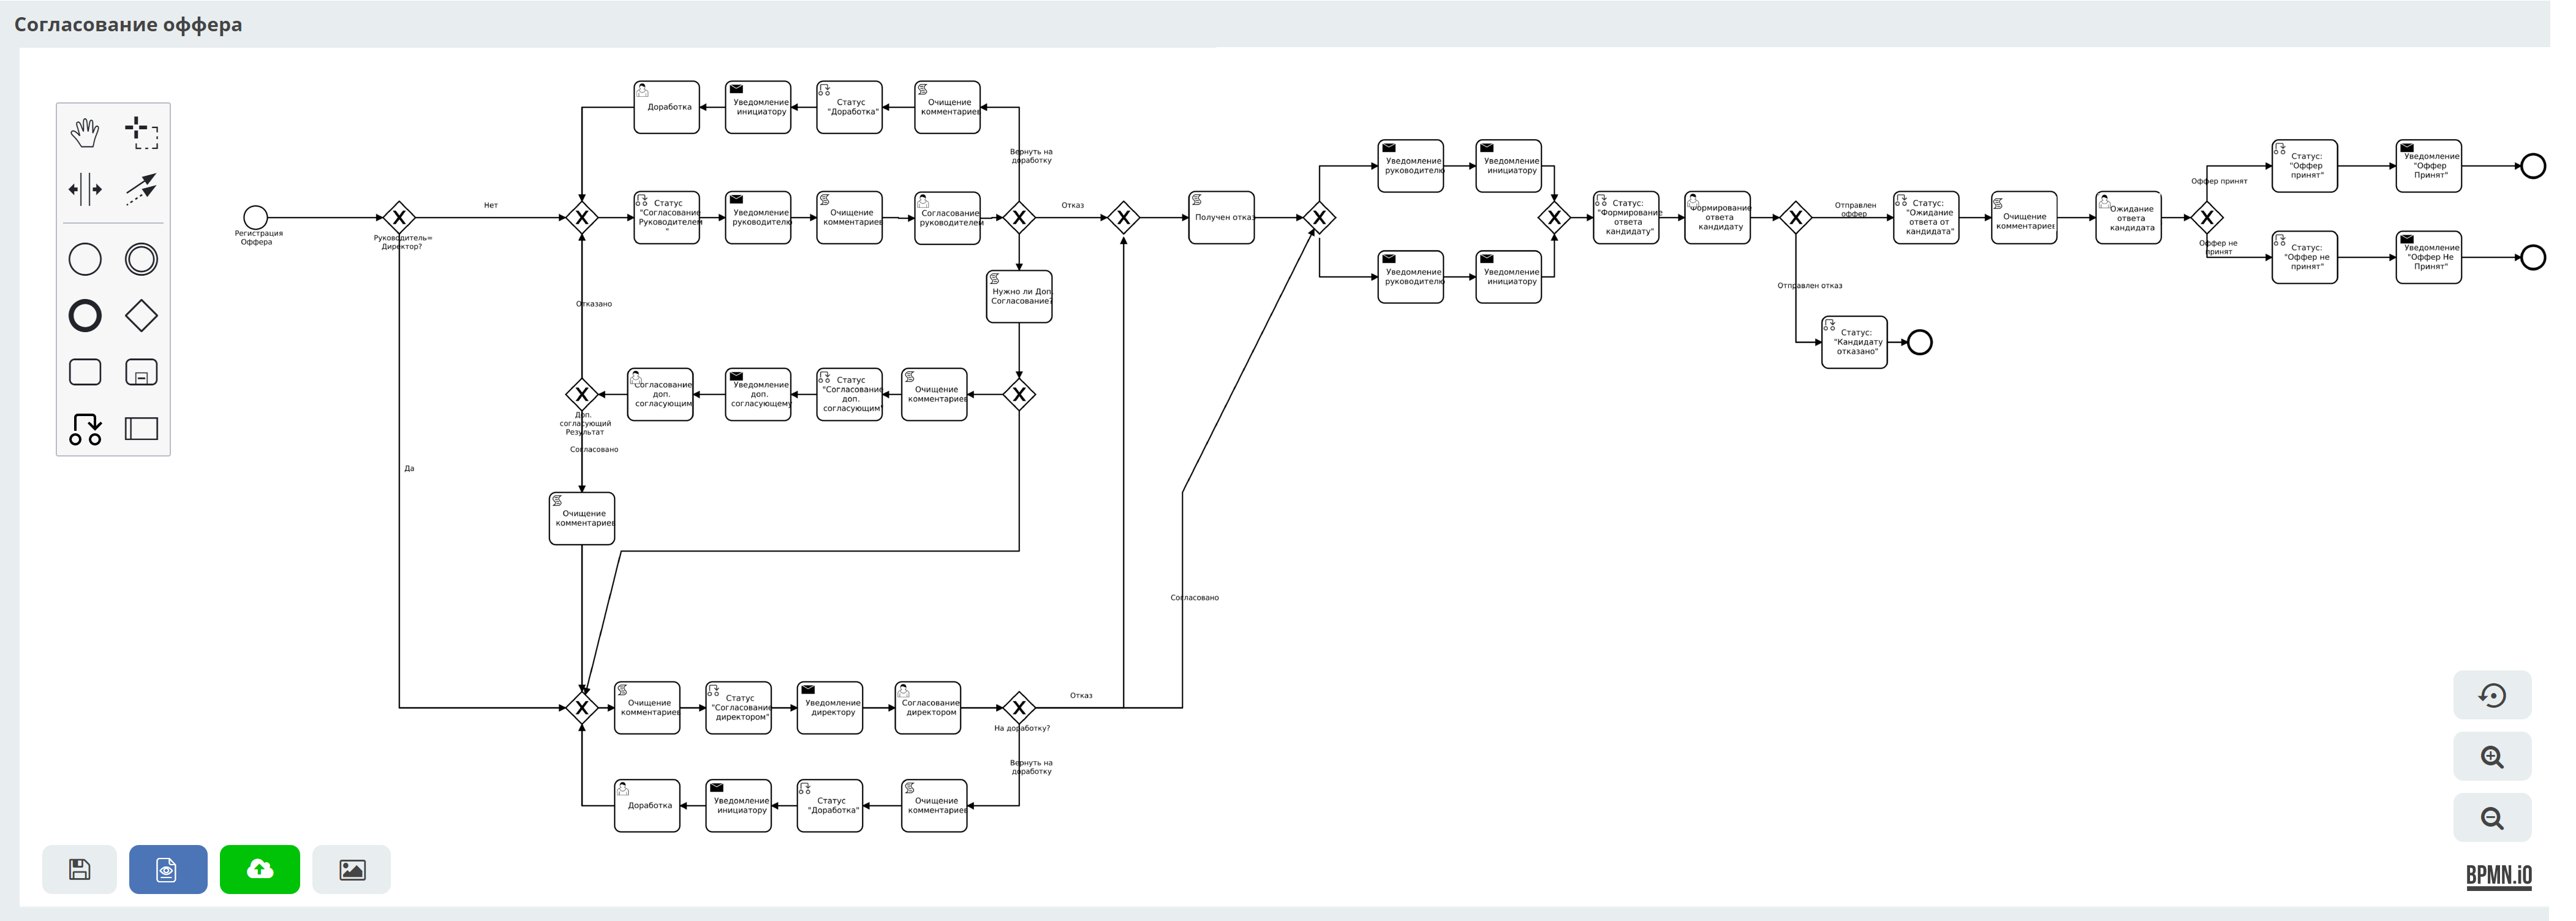 Согласование оффера
Доработка
Уведомление
инициатору
Статус
"Доработка"
Очищение
комментариев
Вернуть на
доработку
Регистрация
Оффера
Руководитель=
Директор?
Нет
Статус
"Согласование
Руководителем
"
Уведомление
руководителю
Очищение
комментариев
Согласование
руководителем
Отказ
Получен отказ
Уведомление
руководителю
Уведомление
инициатору
Уведомление
руководителю
Уведомление
инициатору
Статус:
"Формирование
ответа
кандидату"
Формирование
ответа
кандидату
Отправлен
оффер
Статус:
"Ожидание
ответа от
кандидата"
Очищение
комментариев
Ожидание
ответа
кандидата
Оффер принят
Статус:
"Оффер
принят"
Уведомление
"Оффер
Принят"
Оффер не
принят
Статус:
"Оффер не
принят"
Уведомление
"Оффер Не
Принят"
Отправлен отказ
Статус:
"Кандидату
отказано"
Нужно ли Доп.
Согласование?
Отказано
Согласование
доп.
согласующим
Уведомление
доп.
согласующему
Статус
"Согласование
доп.
согласующим"
Очищение
комментариев
Доп.
согласующий
Результат
Согласовано
Да
Очищение
комментариев
Согласовано
Очищение
комментариев
Статус
"Согласование
директором"
Уведомление
директору
Согласование
директором
Отказ
На доработку?
Вернуть на
доработку
Доработка
Уведомление
инициатору
Статус
"Доработка"
Очищение
комментариев
BPMN.iO